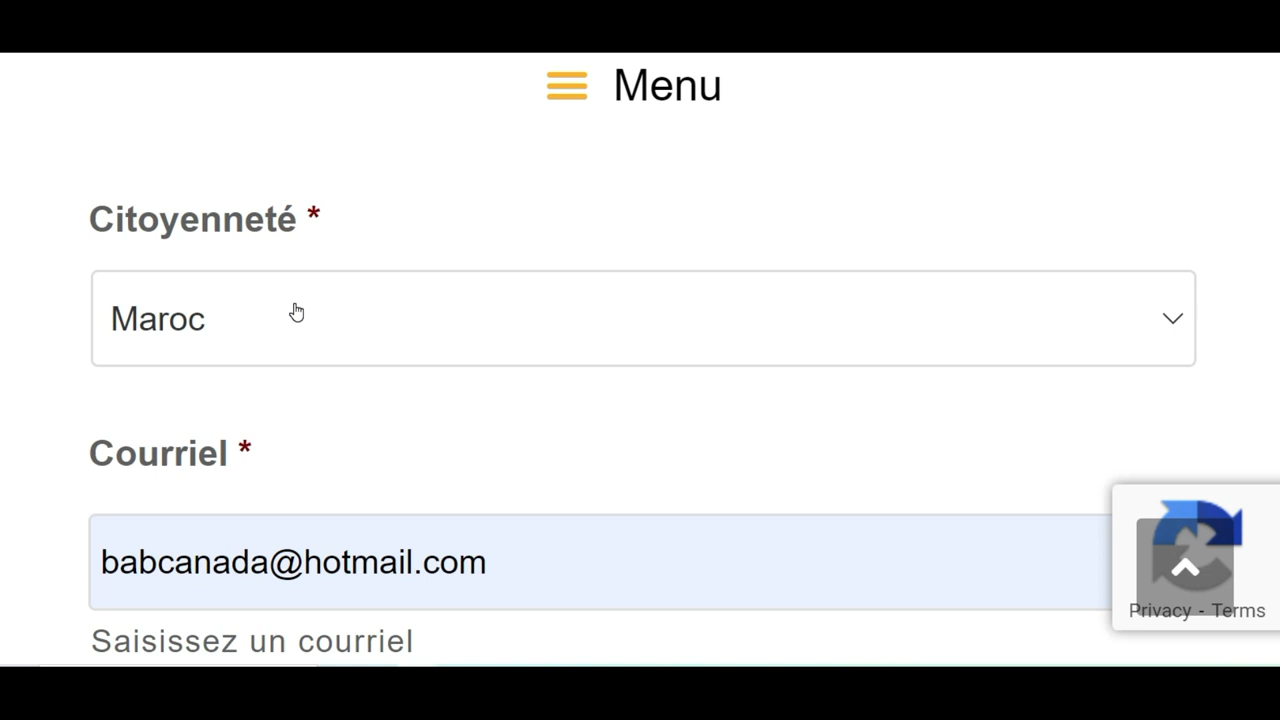 Menu
Citoyenneté *
Maroc
Courriel *
babcanada@hotmail.com
Privacy - Terms
Saisissez un courriel